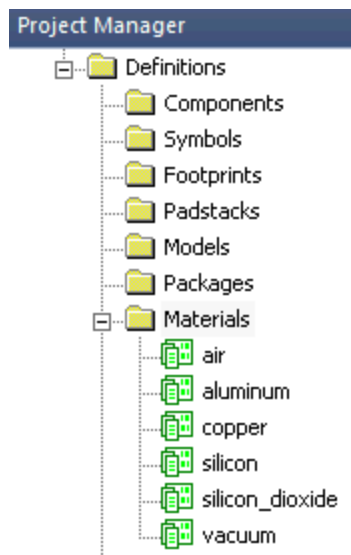 Project Manager
Definitions
Components
Symbols
Footprints
Padstacks
Models
Packages
Materials
air
aluminum
copper
silicon
silicon_dioxide
vacuum